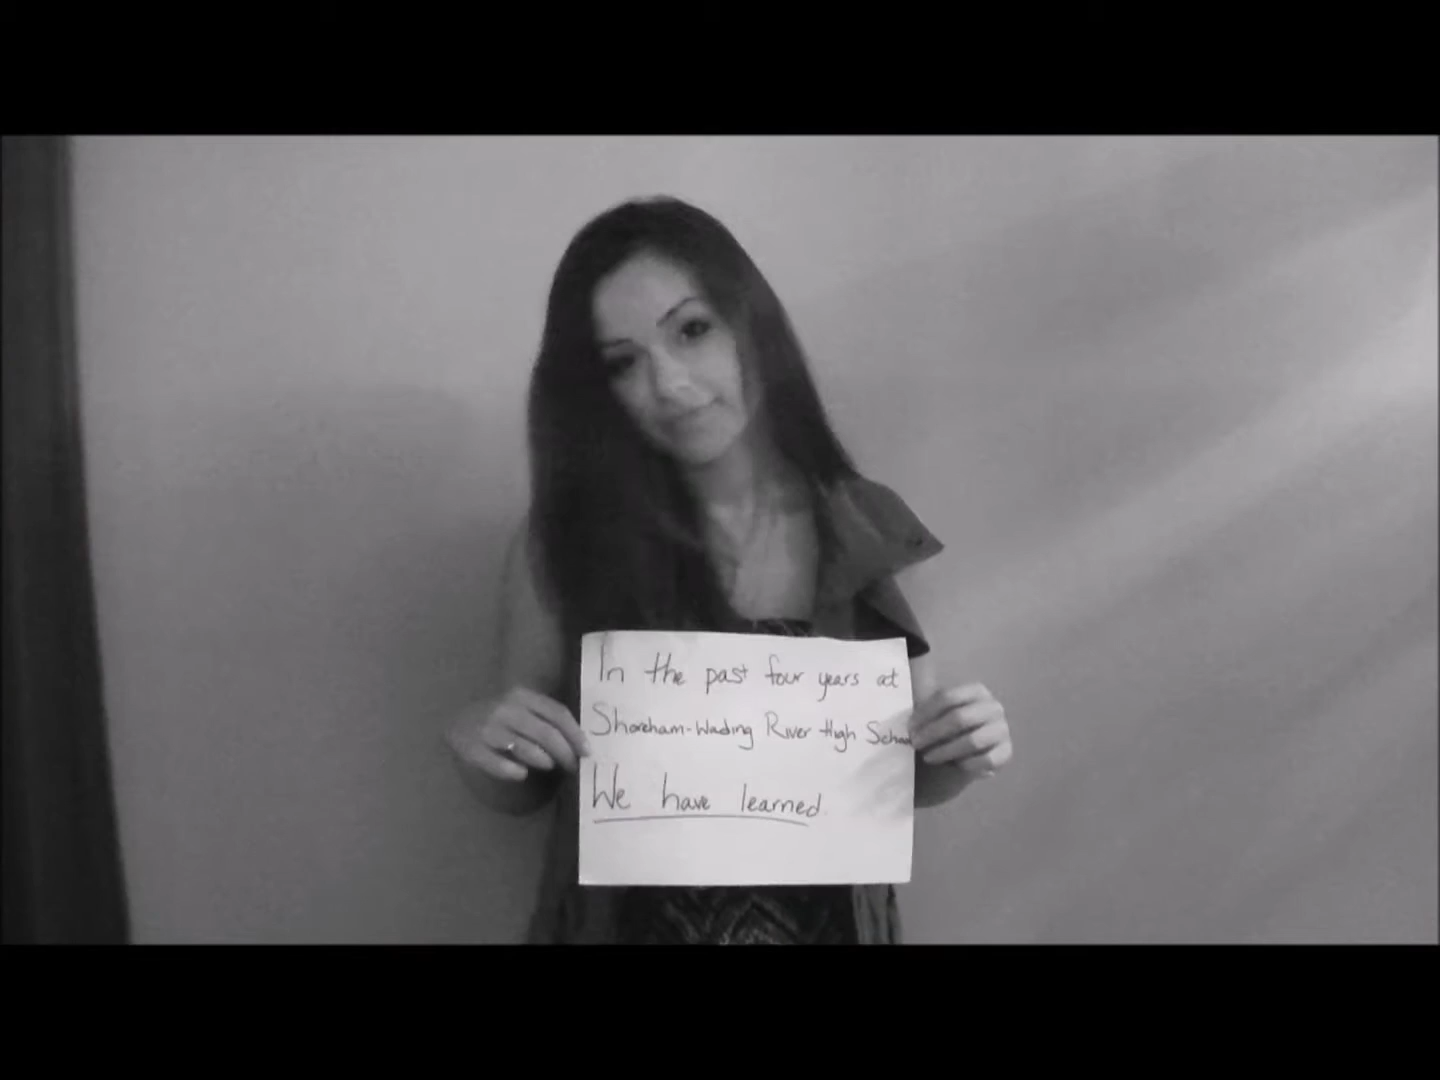 In the past four years at
Shoreham-Wading River High School
We have learned